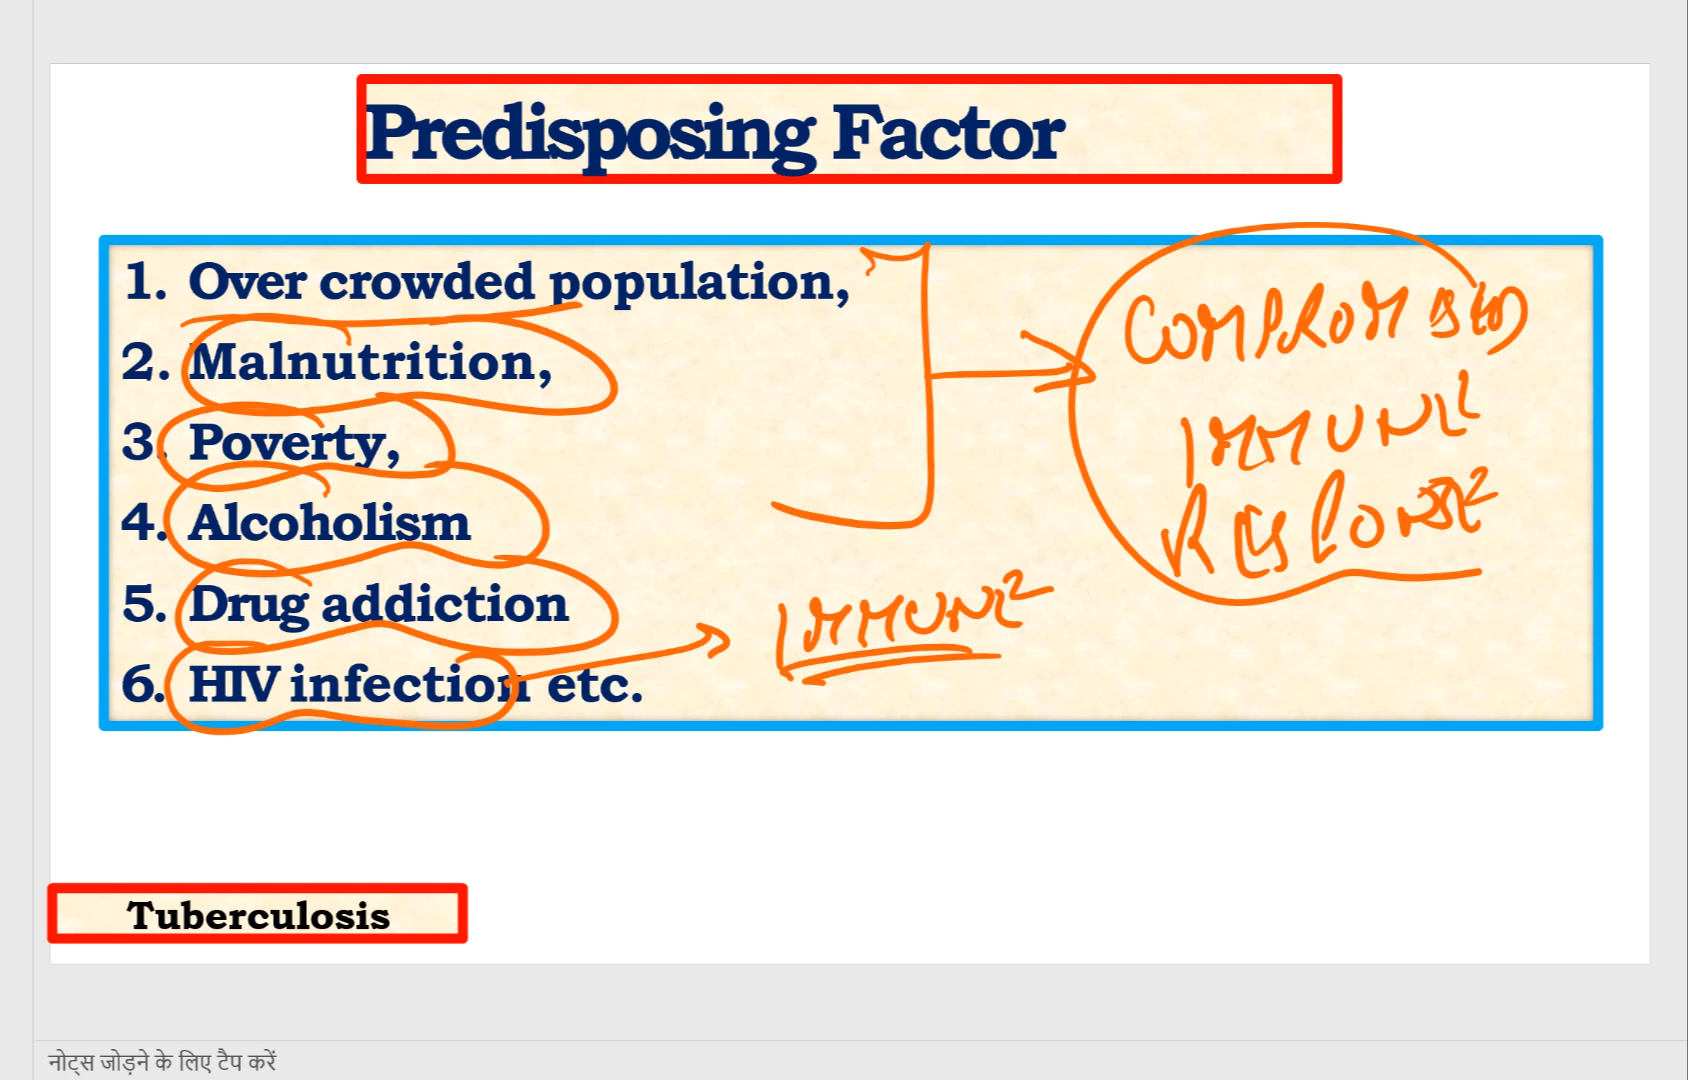 Predisposing Factor
1. Over crowded population,
2. Malnutrition,
3. Poverty,
4. Alcoholism
5. Drug addiction
6. HIV infection etc.
COMPROMISED
IMMUNE
RESPONSE
IMMUNE
Tuberculosis
नोट्स जोड़ने के लिए टैप करें